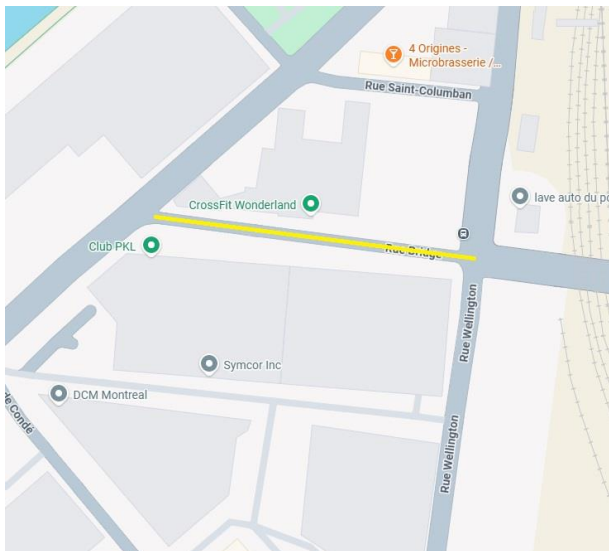 4 Origines -
Microbrasserie /...
Rue Saint-Columban
CrossFit Wonderland
lave auto du po
Club PKL
Rue Bridge
Rue Wellington
Symcor Inc
DCM Montreal
de Condé
Rue Wellington